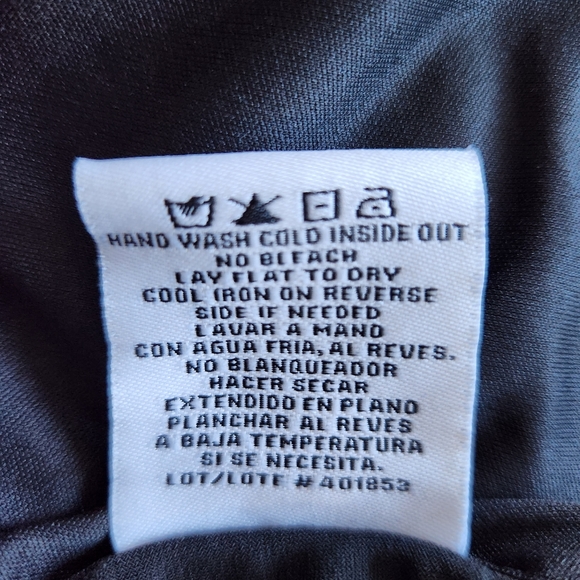 HAND WASH COLD INSIDE OUT
NO BLEACH
LAY FLAT TO DRY
COOL IRON ON REVERSE
SIDE IF NEEDED
LAVAR A MANO
CON AGUA FRIA, AL REVES.
NO BLANQUEADOR
HACER SECAR
EXTENDIDO EN PLANO
PLANCHAR AL REVES
A BAJA TEMPERATURA
SI SE NECESITA.
LOT/LOTE # 401853